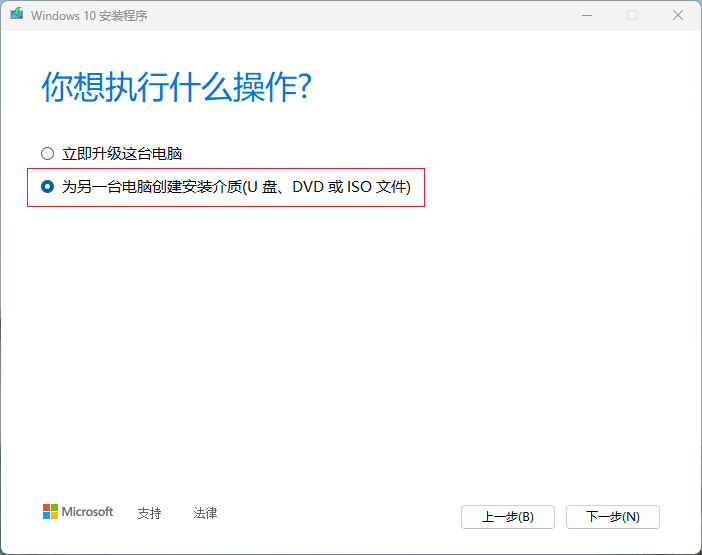 Windows 10 安装程序
你想执行什么操作?
立即升级这台电脑
为另一台电脑创建安装介质(U 盘、DVD 或 ISO 文件)
Microsoft 支持 法律 上一步(B) 下一步(N)